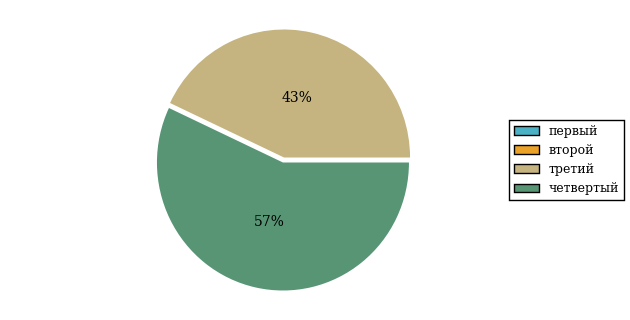 43%
57%
первый
второй
третий
четвертый